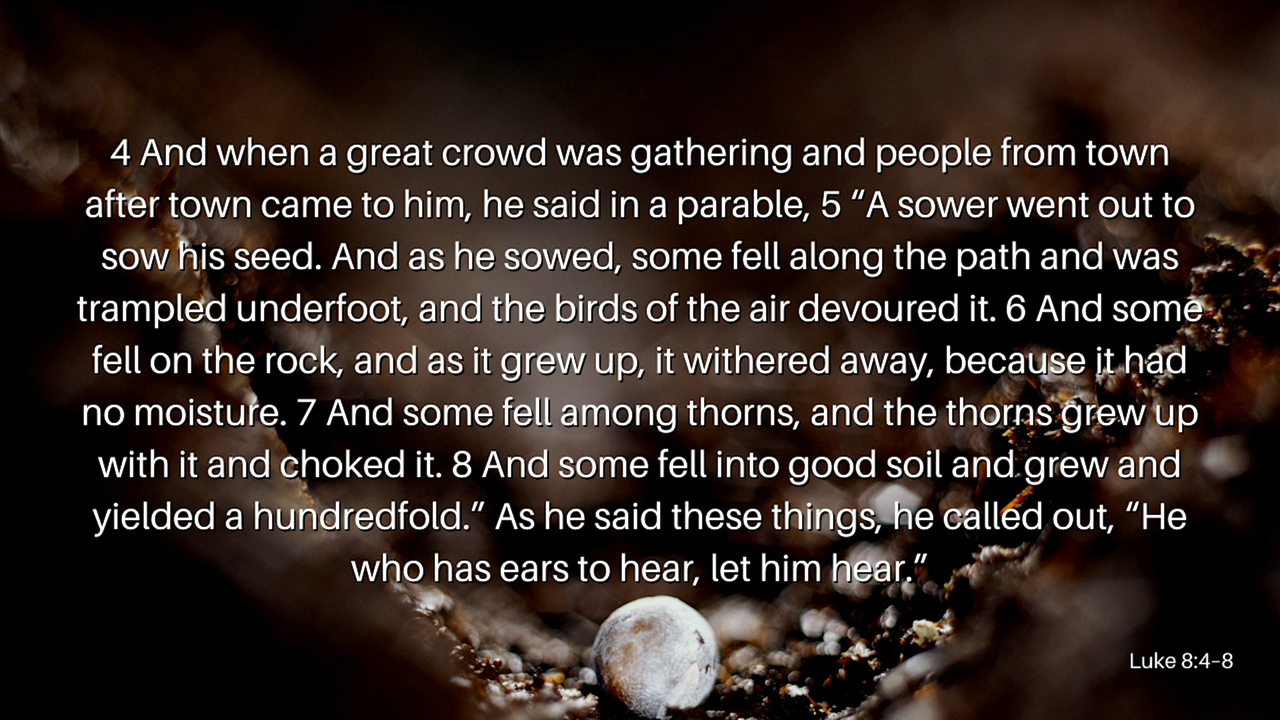 4 And when a great crowd was gathering and people from town
after town came to him, he said in a parable, 5 “A sower went out to
sow his seed. And as he sowed, some fell along the path and was
trampled underfoot, and the birds of the air devoured it. 6 And some
fell on the rock, and as it grew up, it withered away, because it had
no moisture. 7 And some fell among thorns, and the thorns grew up
with it and choked it. 8 And some fell into good soil and grew and
yielded a hundredfold.” As he said these things, he called out, “He
who has ears to hear, let him hear.”
Luke 8:4–8